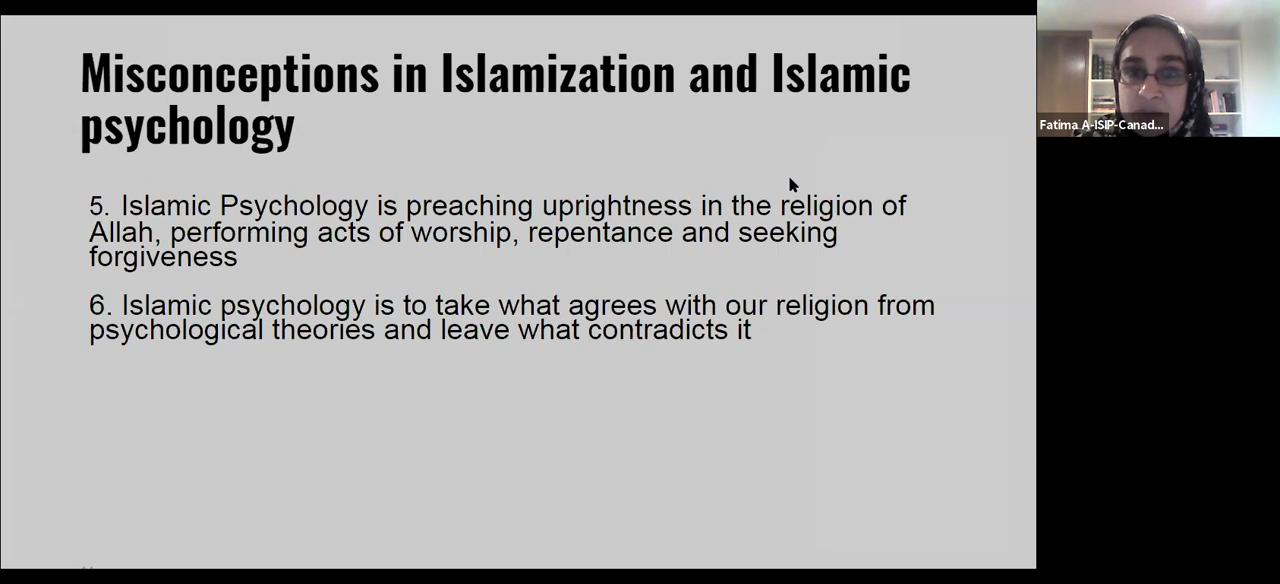 Misconceptions in Islamization and Islamic
psychology
5. Islamic Psychology is preaching uprightness in the religion of
Allah, performing acts of worship, repentance and seeking
forgiveness
6. Islamic psychology is to take what agrees with our religion from
psychological theories and leave what contradicts it
Fatima A-ISIP-Canad...